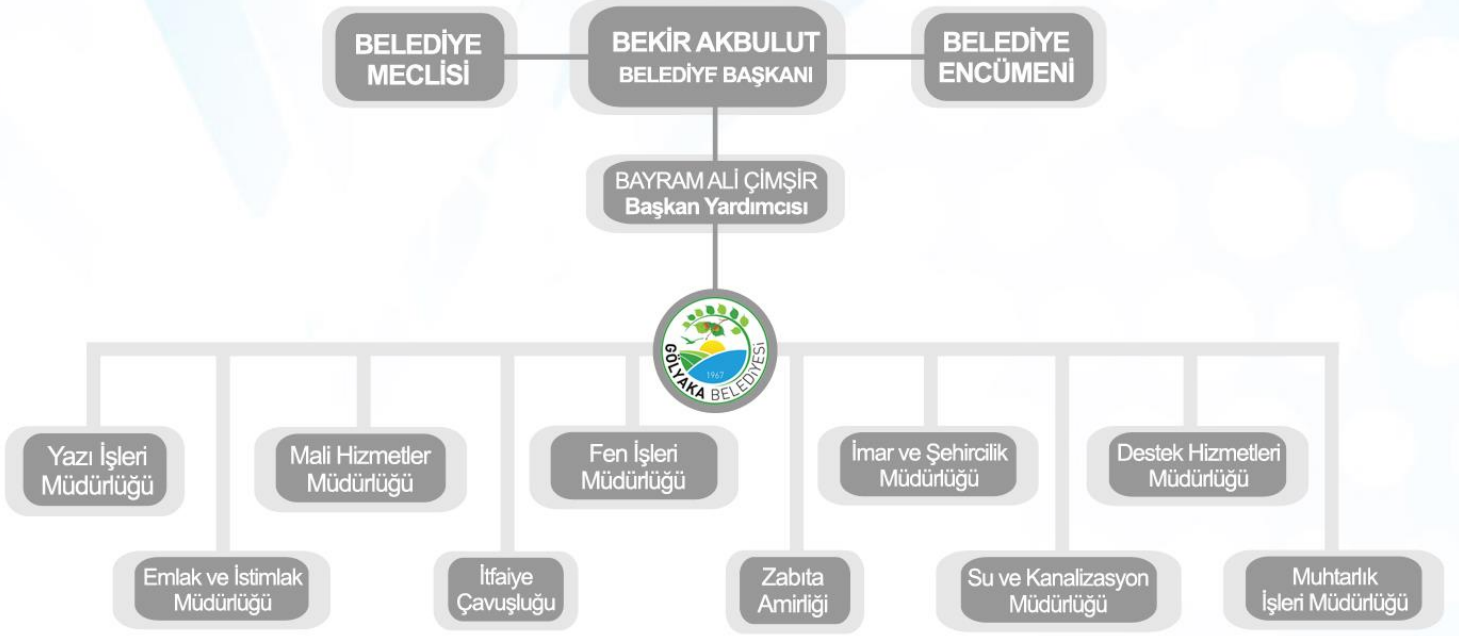 BELEDİYE
MECLİSİ
BEKİR AKBULUT
BELEDİYE BAŞKANI
BELEDİYE
ENCÜMENİ
BAYRAM ALİ ÇİMŞİR
Başkan Yardımcısı
GÖLYAKA BELEDİYESİ
1967
Yazı İşleri
Müdürlüğü
Mali Hizmetler
Müdürlüğü
Fen İşleri
Müdürlüğü
İmar ve Şehircilik
Müdürlüğü
Destek Hizmetleri
Müdürlüğü
Emlak ve İstimlak
Müdürlüğü
İtfaiye
Çavuşluğu
Zabıta
Amirliği
Su ve Kanalizasyon
Müdürlüğü
Muhtarlık
İşleri Müdürlüğü